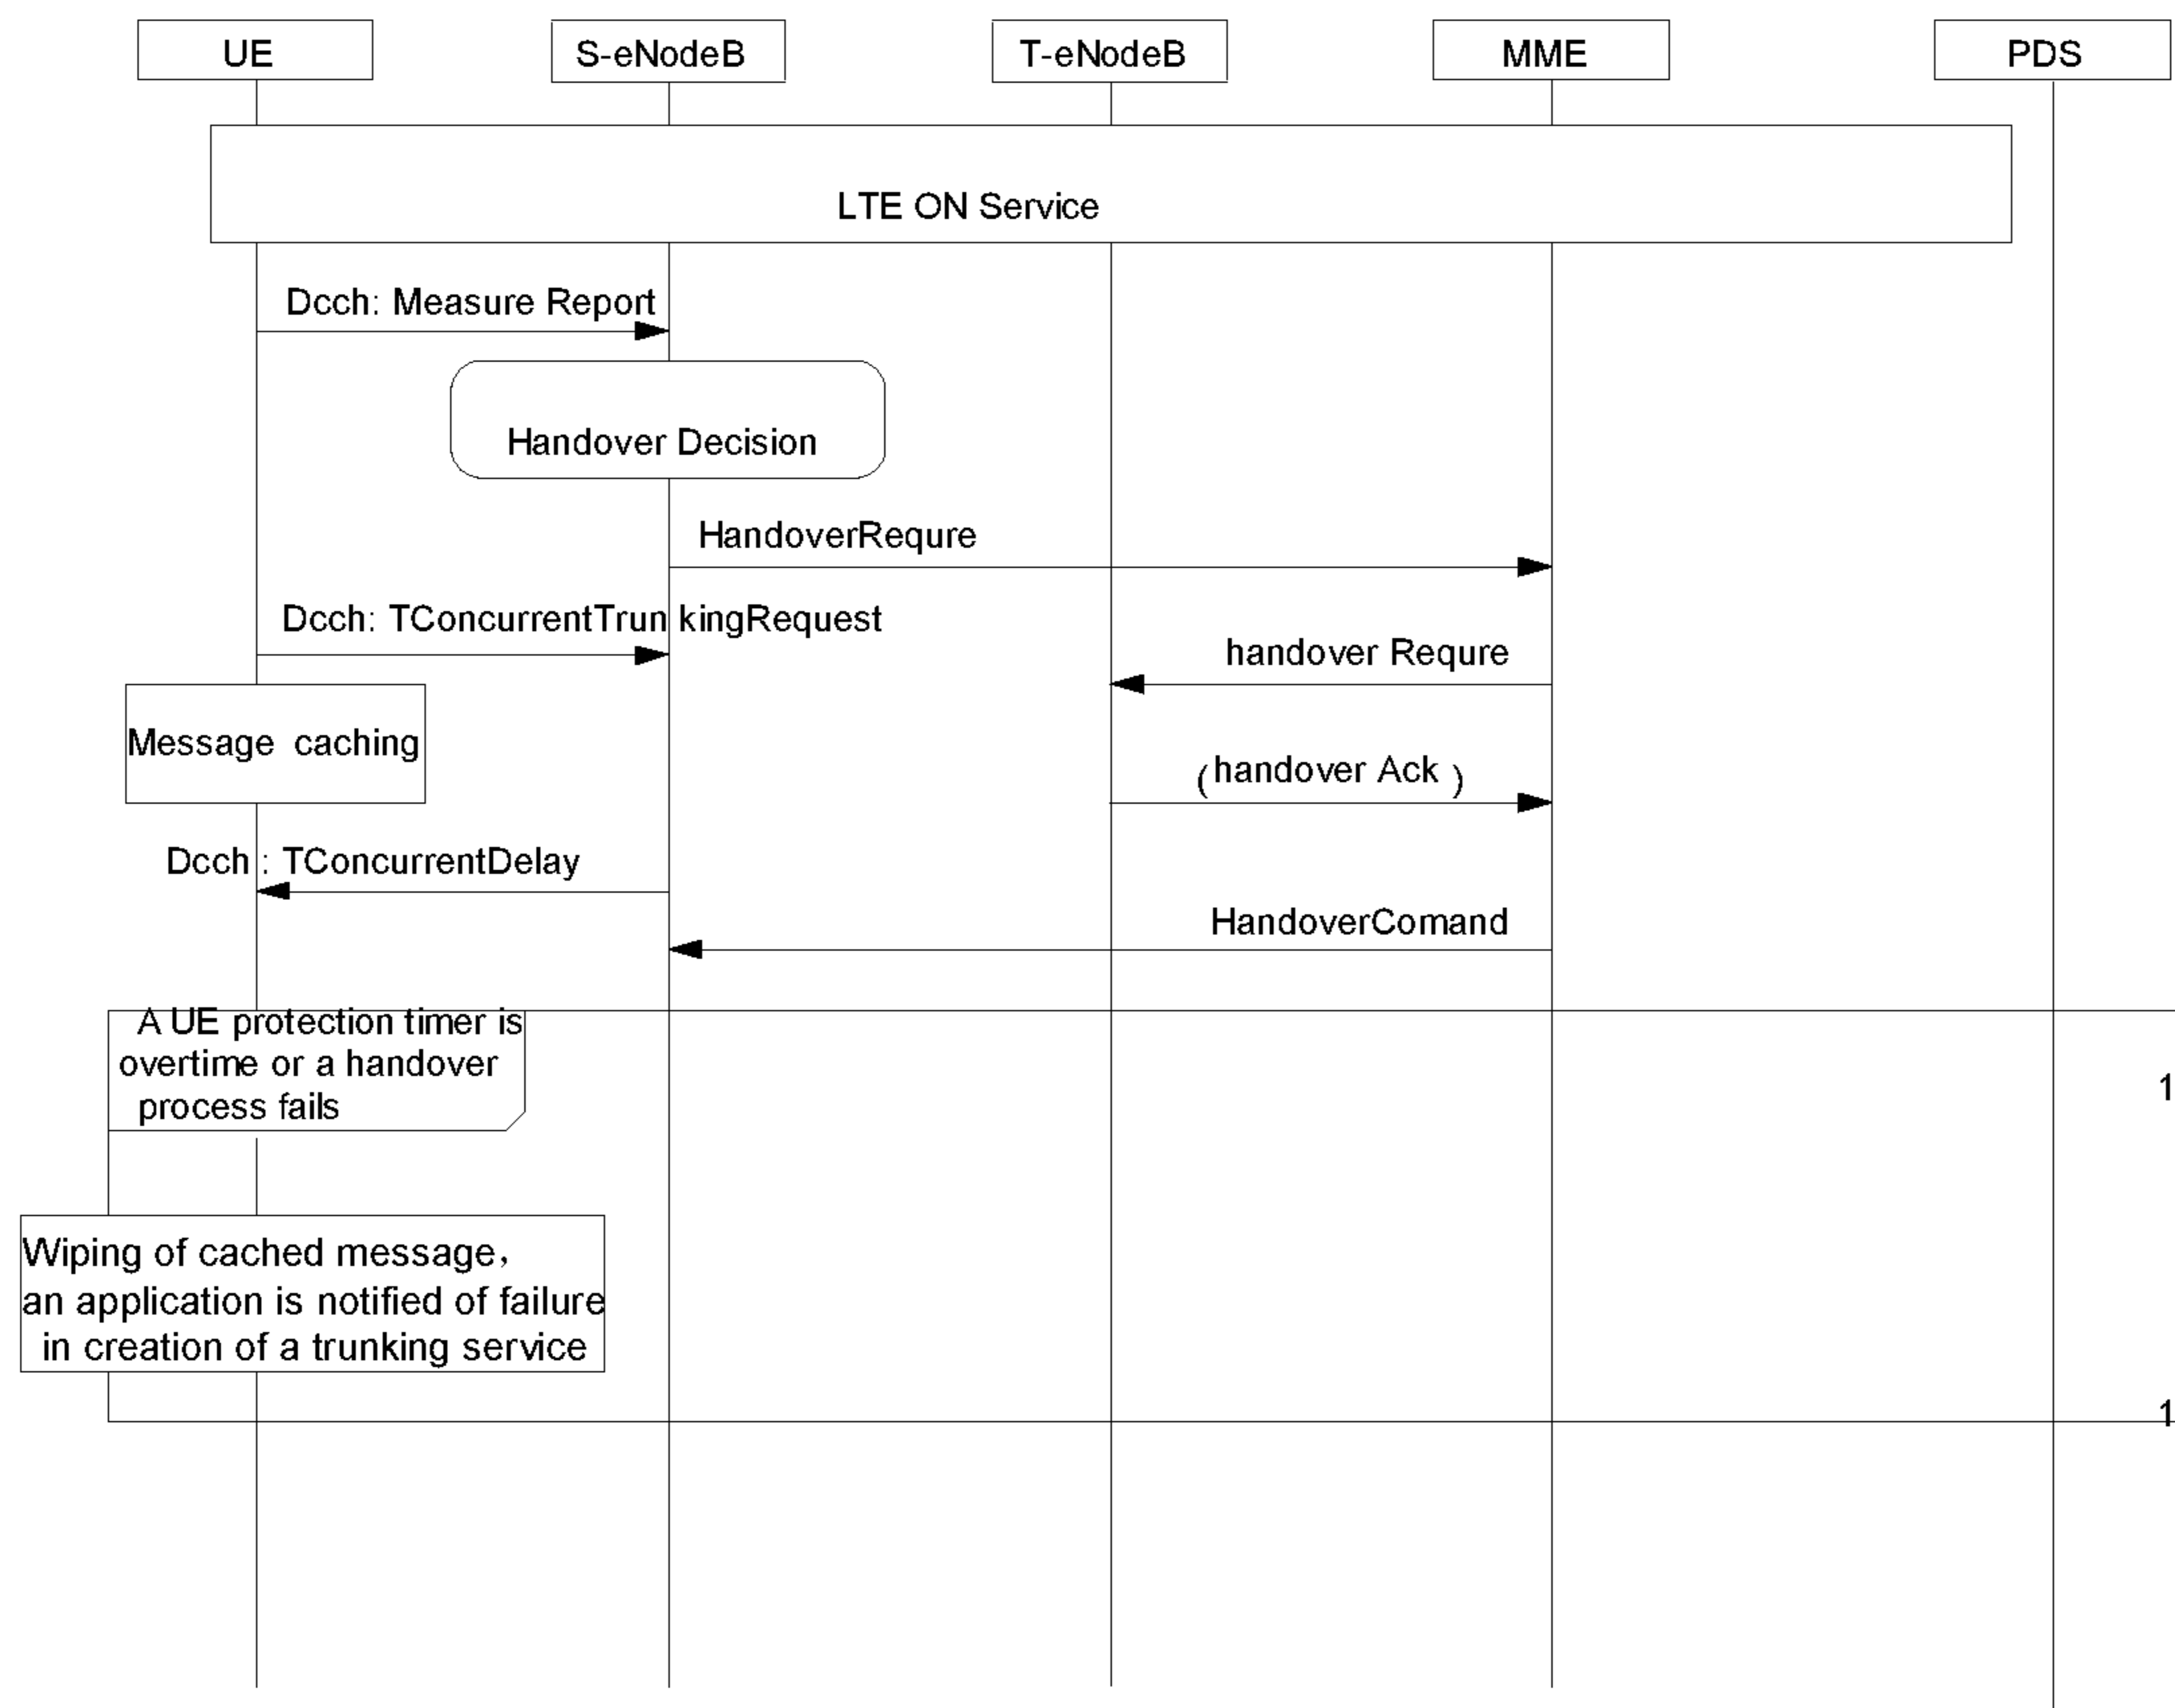 UE
S-eNodeB
T-eNodeB
MME
PDS
LTE ON Service
Dcch: Measure Report
Handover Decision
HandoverRequre
Dcch: TConcurrentTrun kingRequest
handover Requre
Message caching
(handover Ack )
Dcch : TConcurrentDelay
HandoverComand
A UE protection timer is
overtime or a handover
process fails
1
Wiping of cached message,
an application is notified of failure
in creation of a trunking service
1